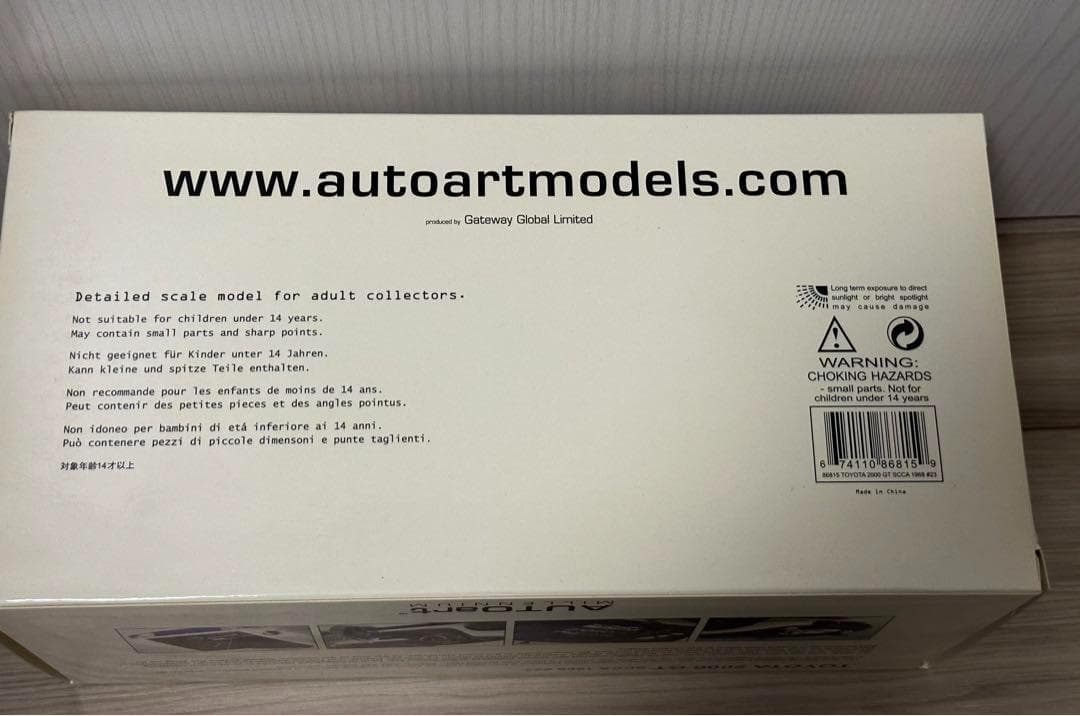 www.autoartmodels.com
produced by Gateway Global Limited
Detailed scale model for adult collectors.
Not suitable for children under 14 years.
May contain small parts and sharp points.
Nicht geeignet für Kinder unter 14 Jahren.
Kann kleine und spitze Teile enthalten.
Non recommande pour les enfants de moins de 14 ans.
Peut contenir des petites pieces et des angles pointus.
Non idoneo per bambini di etá inferiore ai 14 anni.
Può contenere pezzi di piccole dimensoni e punte taglienti.
対象年齢14才以上
Long term exposure to direct
sunlight or bright spotlight
may cause damage
WARNING:
CHOKING HAZARDS
- small parts. Not for
children under 14 years
6 74110 86815 9
86815 TOYOTA 2000 GT SCCA 1968 #23
Made in China
AUTOart
MILLENNIUM
TOYOTA 2000 GT